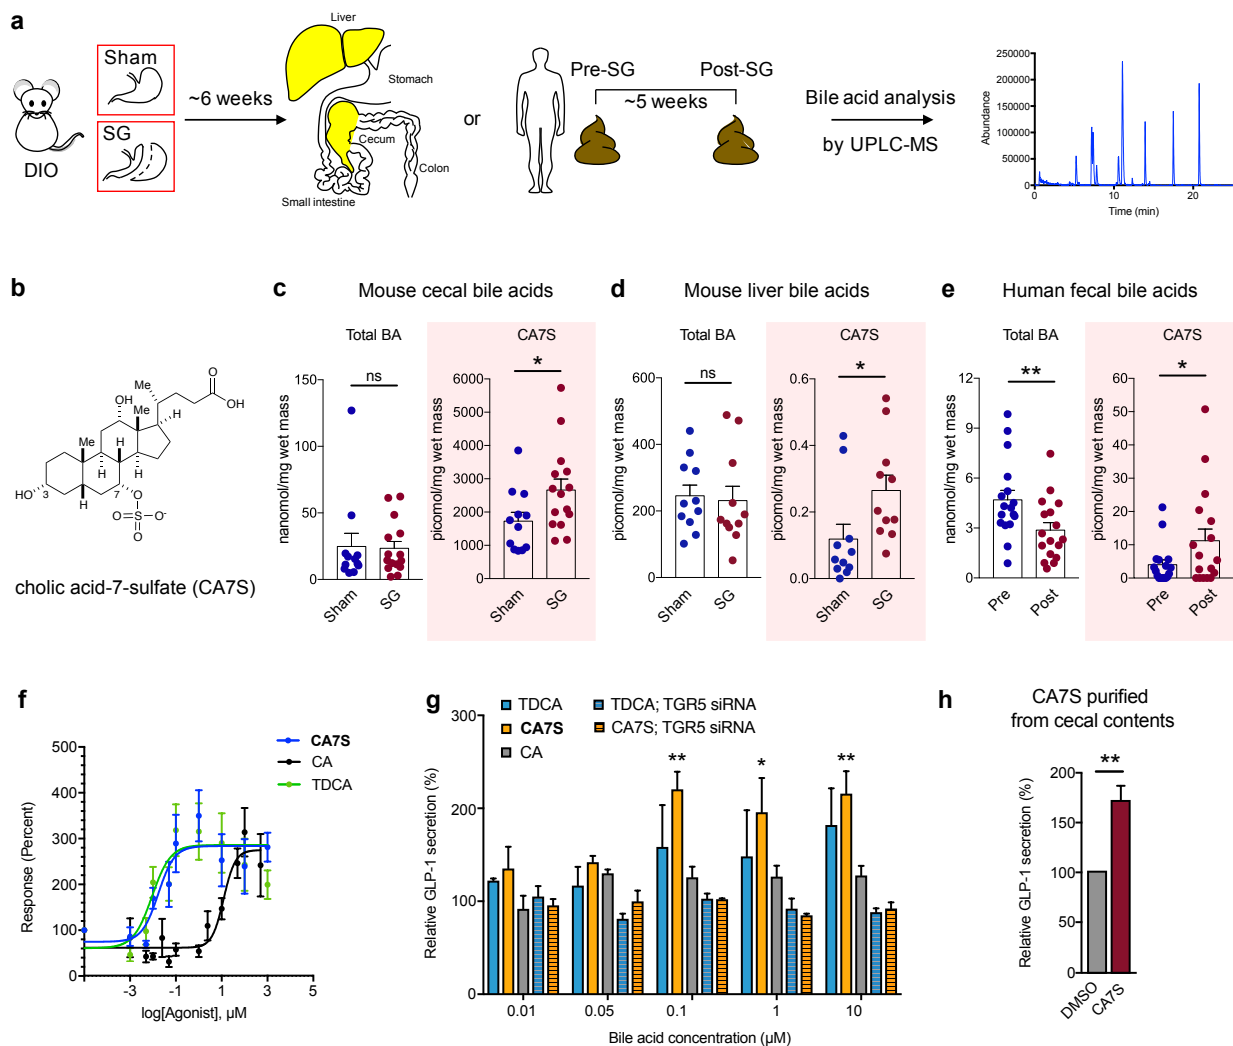 a
Sham
SG
DIO
~6 weeks
Liver
Stomach
Cecum
Colon
Small intestine
or
Pre-SG
Post-SG
~5 weeks
Bile acid analysis
by UPLC-MS
Abundance
250000
200000
150000
100000
50000
0
0
10
20
Time (min)
b
Me
O
OH
OH
Me
H
Me
H
H
H
HO
3
H
7
O
O
S
O-
O
cholic acid-7-sulfate (CA7S)
c
Mouse cecal bile acids
Total BA
CA7S
nanomol/mg wet mass
150
100
50
0
ns
Sham
SG
picomol/mg wet mass
6000
5000
4000
3000
2000
1000
0
*
Sham
SG
d
Mouse liver bile acids
Total BA
CA7S
picomol/mg wet mass
600
400
200
0
ns
Sham
SG
picomol/mg wet mass
0.6
0.4
0.2
0.0
*
Sham
SG
e
Human fecal bile acids
Total BA
CA7S
nanomol/mg wet mass
12
9
6
3
0
**
Pre
Post
picomol/mg wet mass
60
50
40
30
20
10
0
*
Pre
Post
f
Response (Percent)
500
400
300
200
100
0
-3
-1
1
3
5
log[Agonist], µM
CA7S
CA
TDCA
g
TDCA
CA7S
CA
TDCA; TGR5 siRNA
CA7S; TGR5 siRNA
Relative GLP-1 secretion (%)
300
200
100
0
**
*
**
0.01
0.05
0.1
1
10
Bile acid concentration (µM)
h
CA7S purified
from cecal contents
Relative GLP-1 secretion (%)
200
150
100
50
0
**
DMSO
CA7S